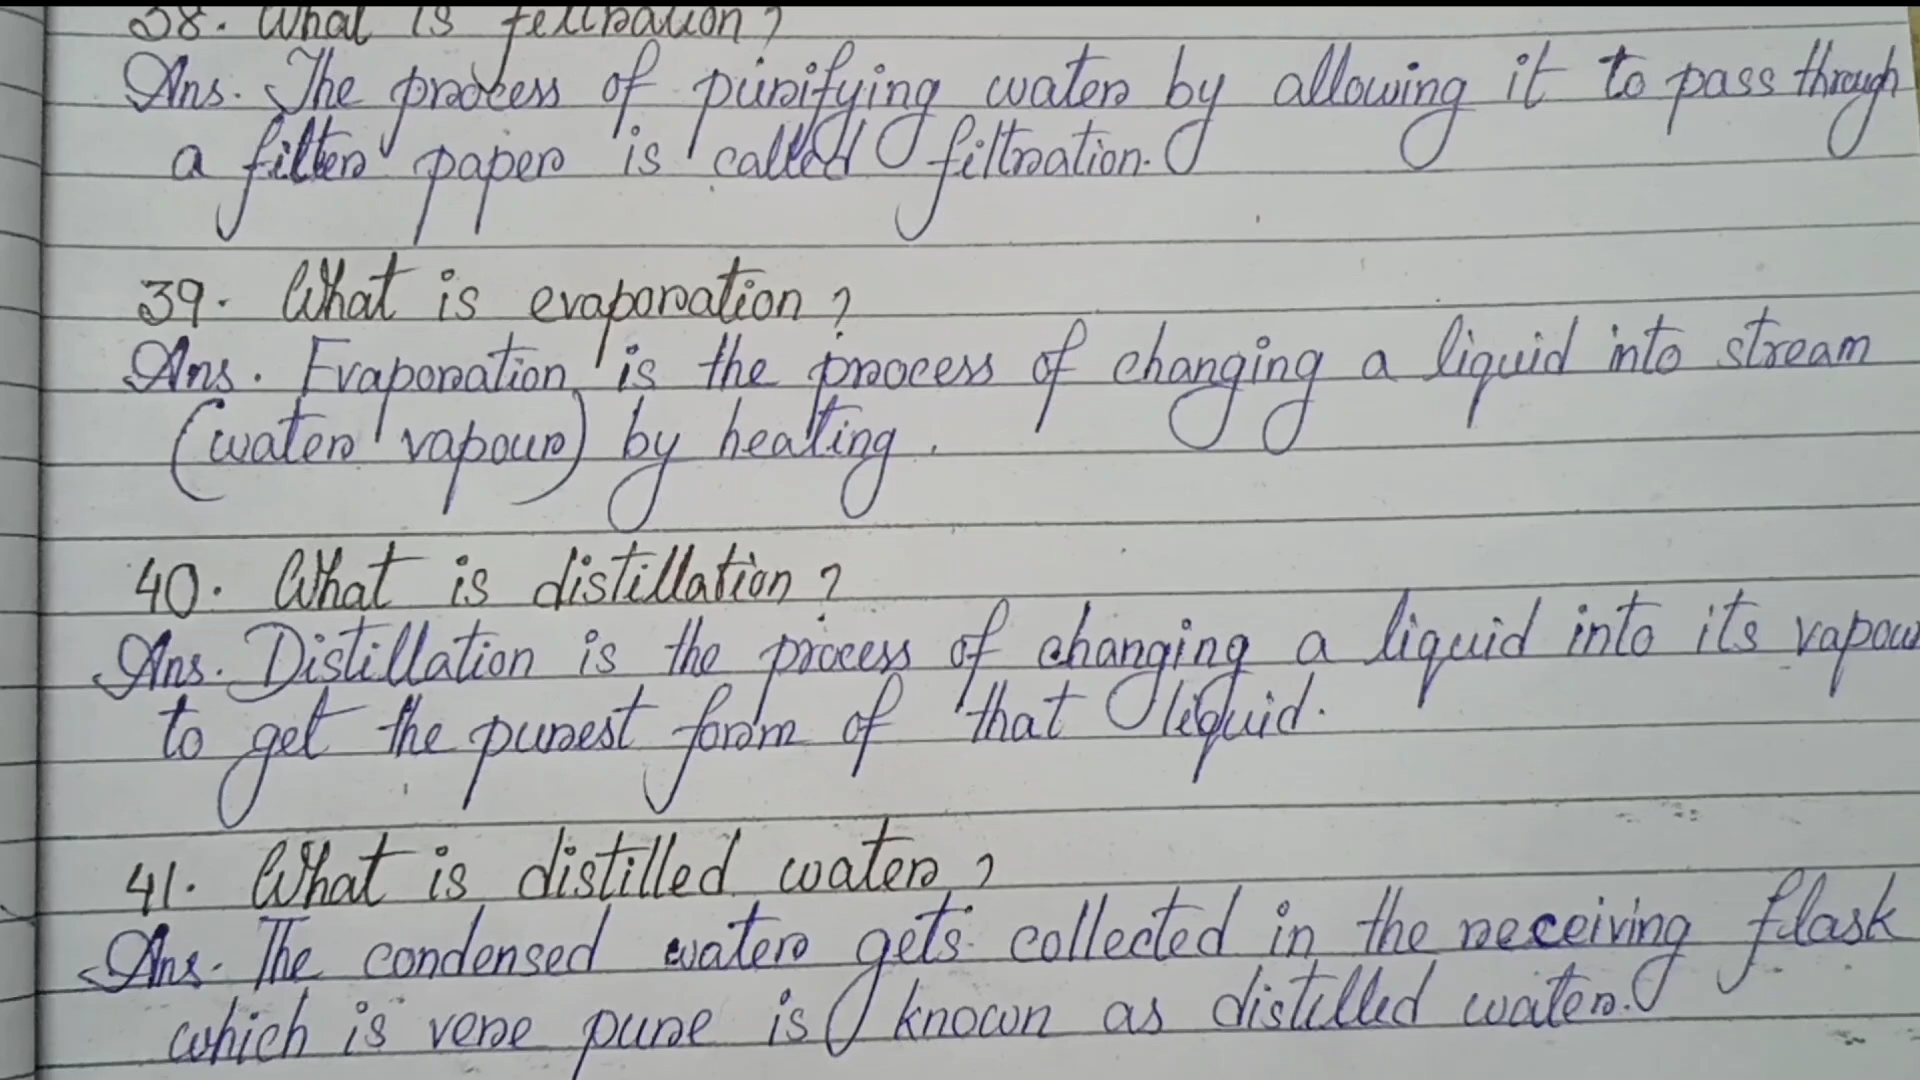 38. What is filtration?
Ans. The process of purifying water by allowing it to pass through
a filter paper is called filtration.
39. What is evaporation?
Ans. Evaporation is the process of changing a liquid into stream
(water vapour) by heating.
40. What is distillation?
Ans. Distillation is the process of changing a liquid into its vapour
to get the purest form of that liquid.
41. What is distilled water?
Ans. The condensed water gets collected in the receiving flask
which is vere pure is known as distilled water.